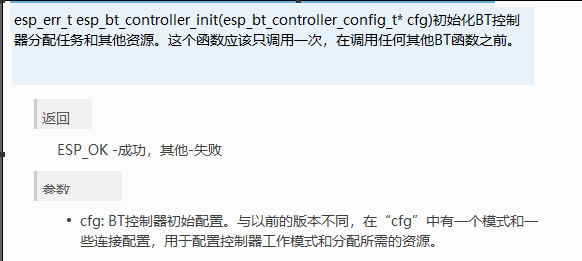 esp_err_t esp_bt_controller_init(esp_bt_controller_config_t* cfg)初始化BT控制
器分配任务和其他资源。这个函数应该只调用一次，在调用任何其他BT函数之前。
返回
ESP_OK -成功，其他-失败
参数
• cfg: BT控制器初始配置。与以前的版本不同，在“cfg”中有一个模式和一
些连接配置，用于配置控制器工作模式和分配所需的资源。